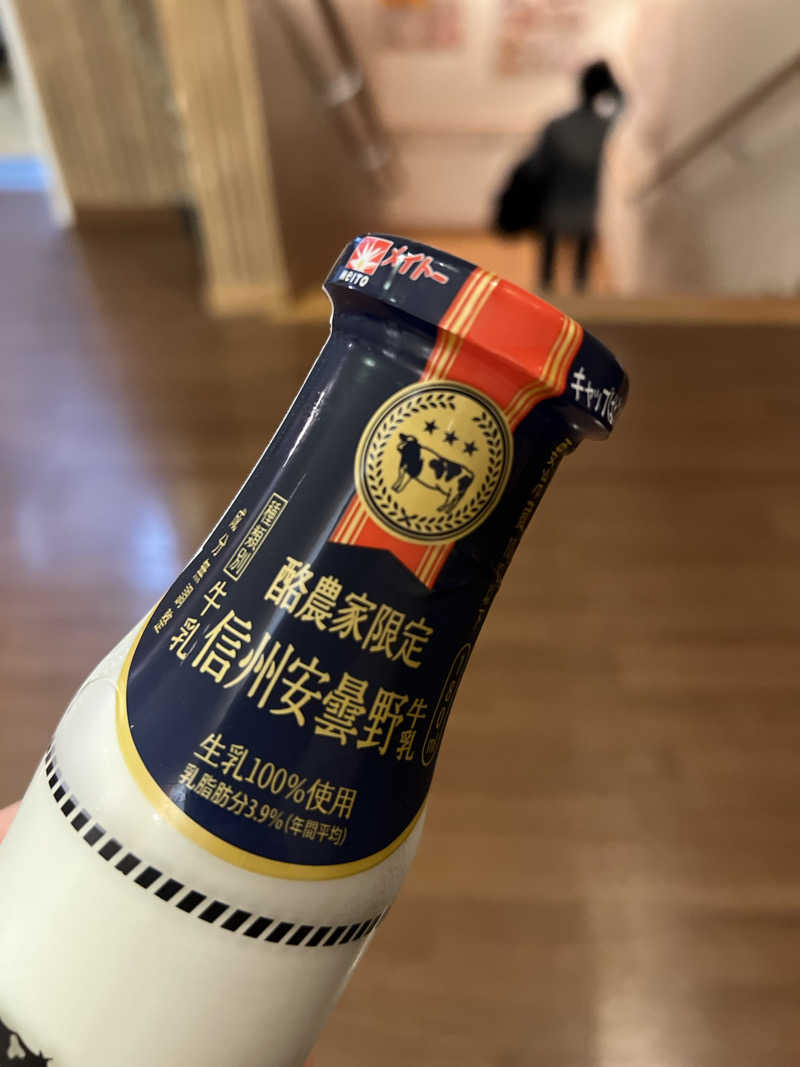 メイトー
MEITO
キャップは
種類別
牛乳
酪農家限定
信州安曇野牛乳
生乳100%使用
乳脂肪分3.9%(年間平均)